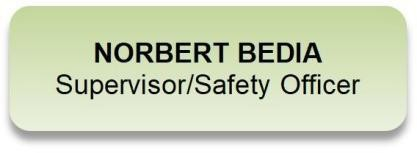 NORBERT BEDIA
Supervisor/Safety Officer